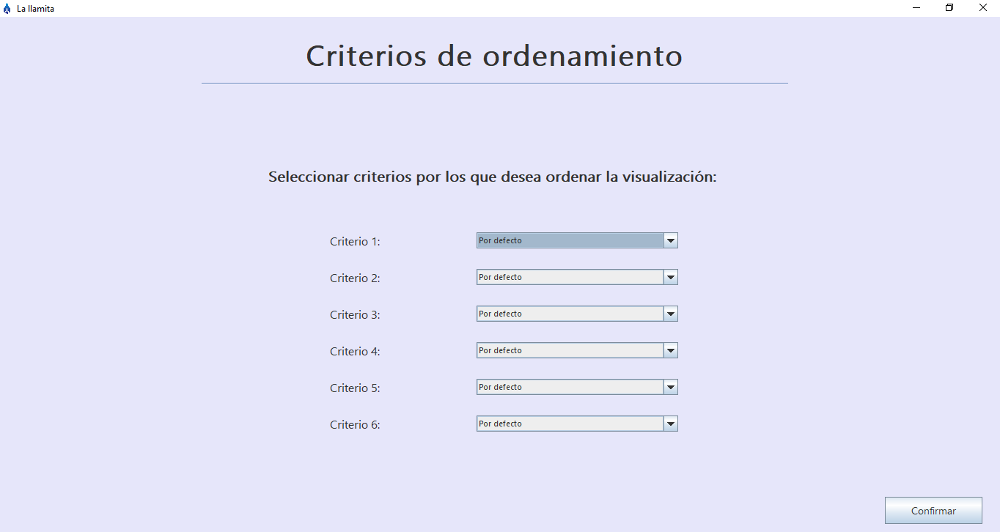 La llamita
Criterios de ordenamiento
Seleccionar criterios por los que desea ordenar la visualización:
Criterio 1: Por defecto
Criterio 2: Por defecto
Criterio 3: Por defecto
Criterio 4: Por defecto
Criterio 5: Por defecto
Criterio 6: Por defecto
Confirmar